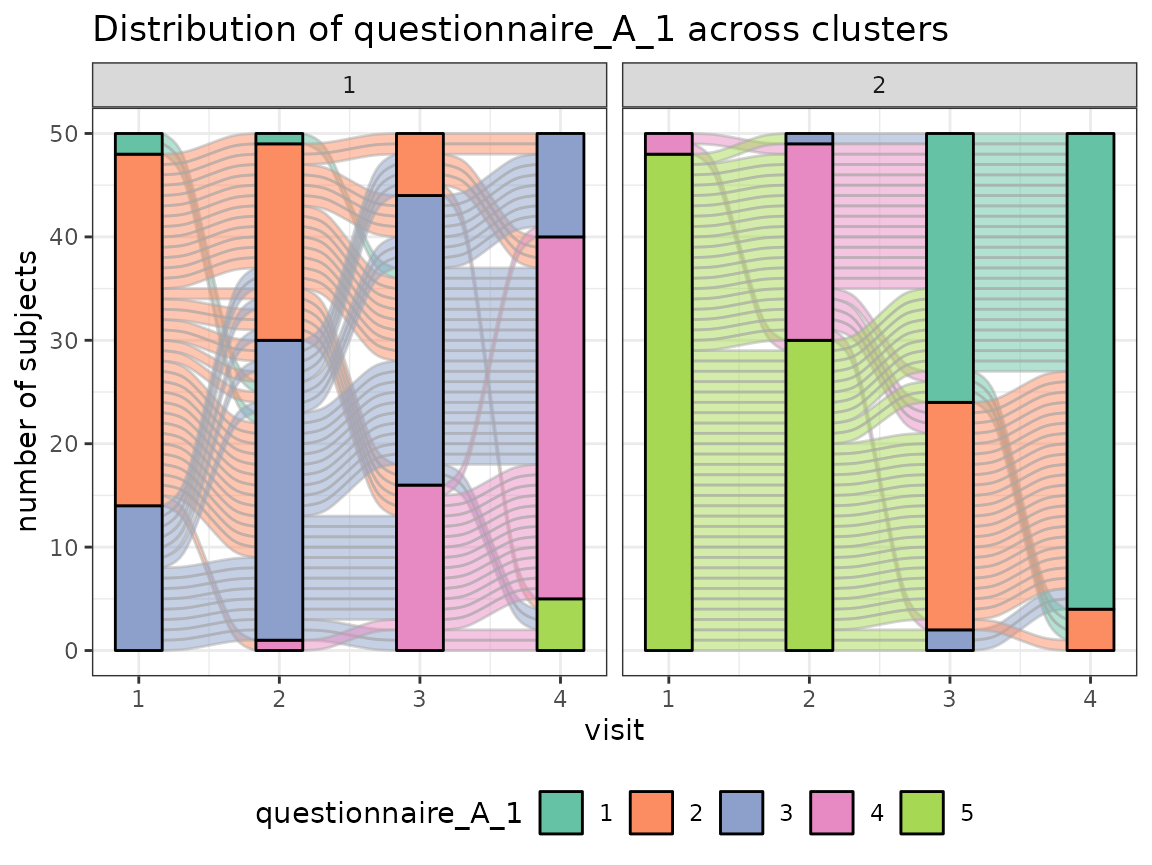 Distribution of questionnaire_A_1 across clusters
1 2
50
40
30
20
10
0
number of subjects
1 2 3 4 1 2 3 4
visit
questionnaire_A_1 1 2 3 4 5